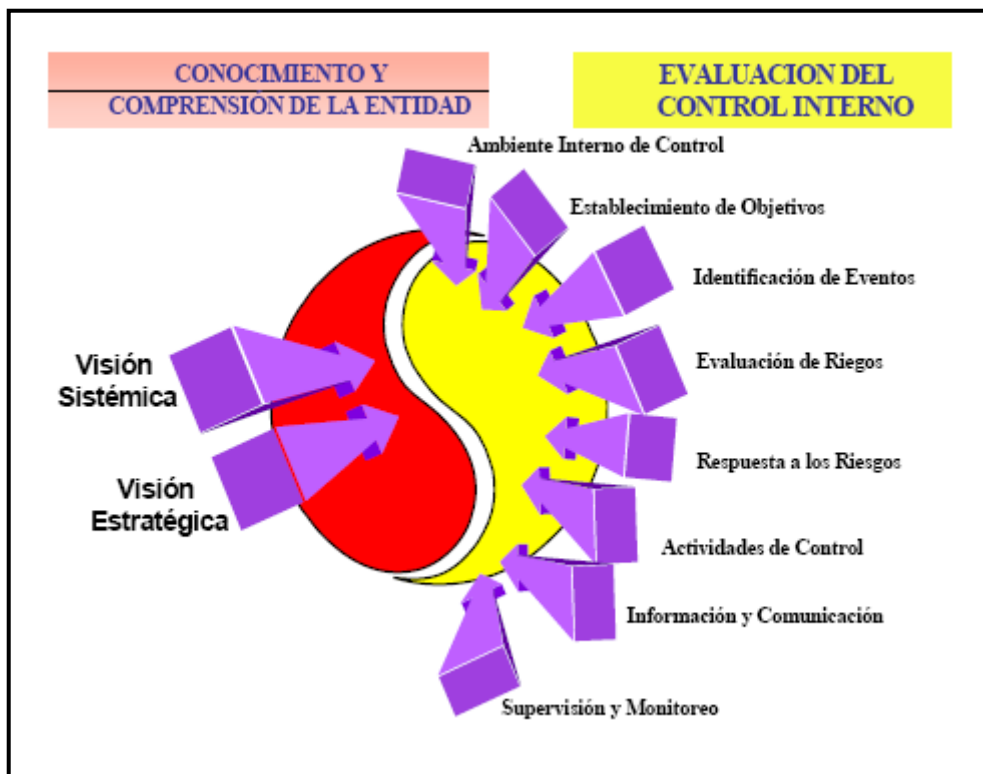 CONOCIMIENTO Y
COMPRENSIÓN DE LA ENTIDAD
EVALUACION DEL
CONTROL INTERNO
Ambiente Interno de Control
Establecimiento de Objetivos
Identificación de Eventos
Evaluación de Riegos
Respuesta a los Riesgos
Actividades de Control
Información y Comunicación
Supervisión y Monitoreo
Visión
Sistémica
Visión
Estratégica